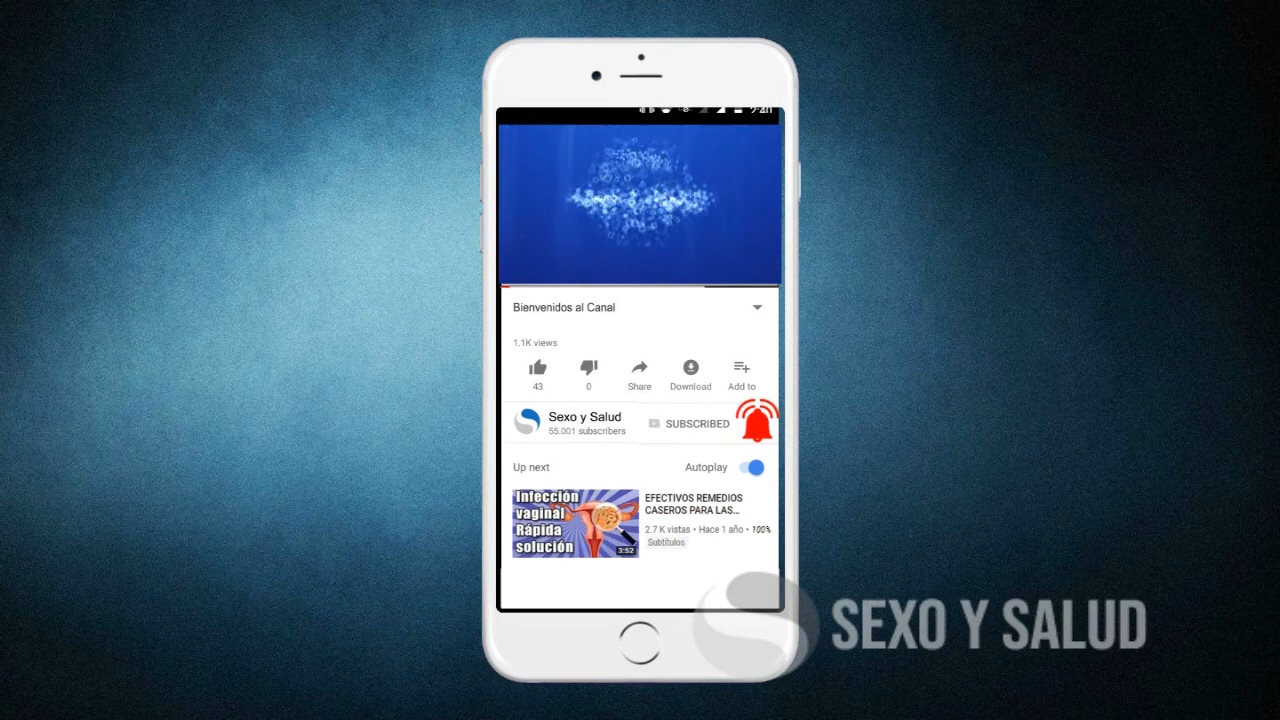 2:40
Bienvenidos al Canal
1.1K views
43
0
Share
Download
Add to
Sexo y Salud
55.001 subscribers
SUBSCRIBED
Up next
Autoplay
Infección
vaginal
Rápida
solución
3:52
EFECTIVOS REMEDIOS
CASEROS PARA LAS...
2.7 K vistas • Hace 1 año • 100%
Subtítulos
SEXO Y SALUD